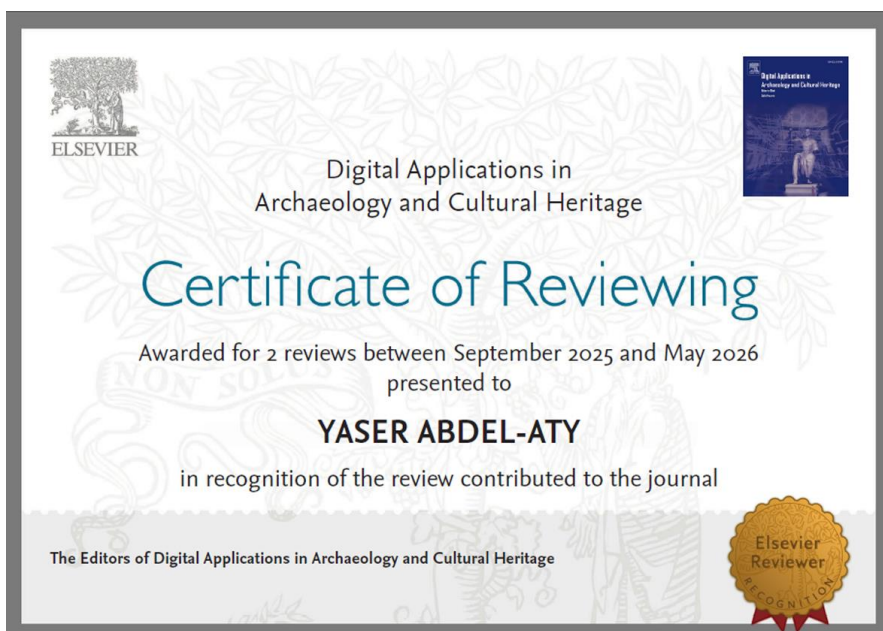 ELSEVIER
Digital Applications in
Archaeology and Cultural Heritage
Digital Applications in
Archaeology and Cultural Heritage
Certificate of Reviewing
Awarded for 2 reviews between September 2025 and May 2026
presented to
YASER ABDEL-ATY
in recognition of the review contributed to the journal
NON SOLUS
The Editors of Digital Applications in Archaeology and Cultural Heritage
Elsevier
Reviewer
RECOGNITION